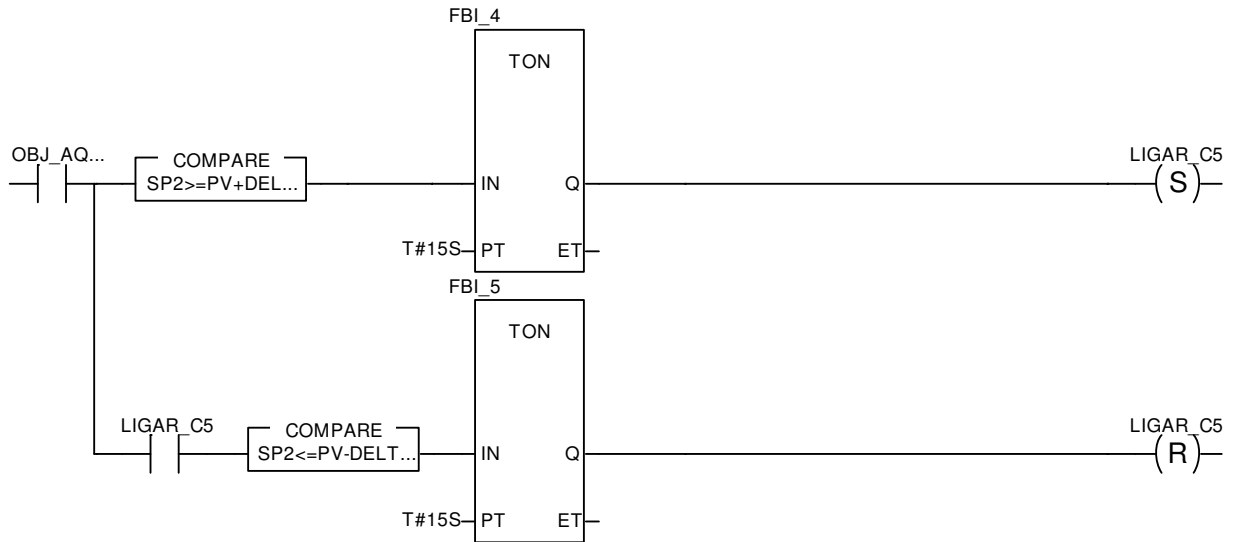 FBI_4
TON
OBJ_AQ...
COMPARE
SP2>=PV+DEL...
IN
Q
LIGAR_C5
S
T#15S
PT
ET
FBI_5
TON
LIGAR_C5
COMPARE
SP2<=PV-DELT...
IN
Q
LIGAR_C5
R
T#15S
PT
ET